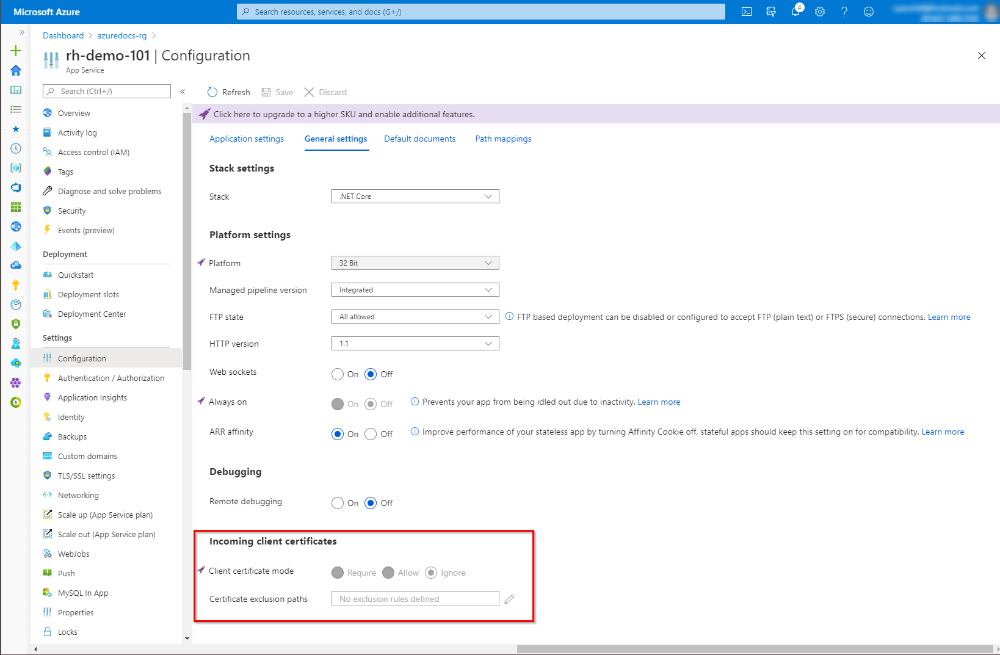 Microsoft Azure
Search resources, services, and docs (G+/)
4
Dashboard > azuredocs-rg >
rh-demo-101 | Configuration
App Service
Search (Ctrl+/)
Overview
Activity log
Access control (IAM)
Tags
Diagnose and solve problems
Security
Events (preview)
Deployment
Quickstart
Deployment slots
Deployment Center
Settings
Configuration
Authentication / Authorization
Application Insights
Identity
Backups
Custom domains
TLS/SSL settings
Networking
Scale up (App Service plan)
Scale out (App Service plan)
WebJobs
Push
MySQL In App
Properties
Locks
Refresh Save Discard
Click here to upgrade to a higher SKU and enable additional features.
Application settings General settings Default documents Path mappings
Stack settings
Stack .NET Core
Platform settings
Platform 32 Bit
Managed pipeline version Integrated
FTP state All allowed FTP based deployment can be disabled or configured to accept FTP (plain text) or FTPS (secure) connections. Learn more
HTTP version 1.1
Web sockets On Off
Always on On Off Prevents your app from being idled out due to inactivity. Learn more
ARR affinity On Off Improve performance of your stateless app by turning Affinity Cookie off, stateful apps should keep this setting on for compatibility. Learn more
Debugging
Remote debugging On Off
Incoming client certificates
Client certificate mode Require Allow Ignore
Certificate exclusion paths No exclusion rules defined